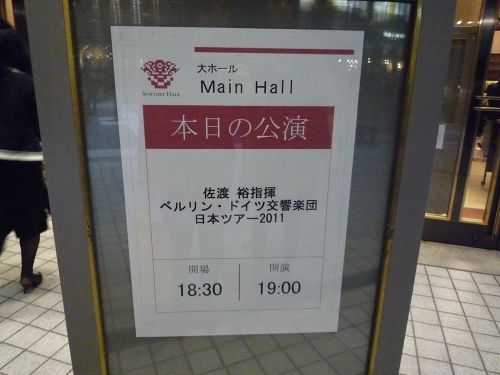 SUNTORY HALL
大ホール
Main Hall
本日の公演
佐渡 裕指揮
ベルリン・ドイツ交響楽団
日本ツアー2011
開場 開演
18:30 19:00